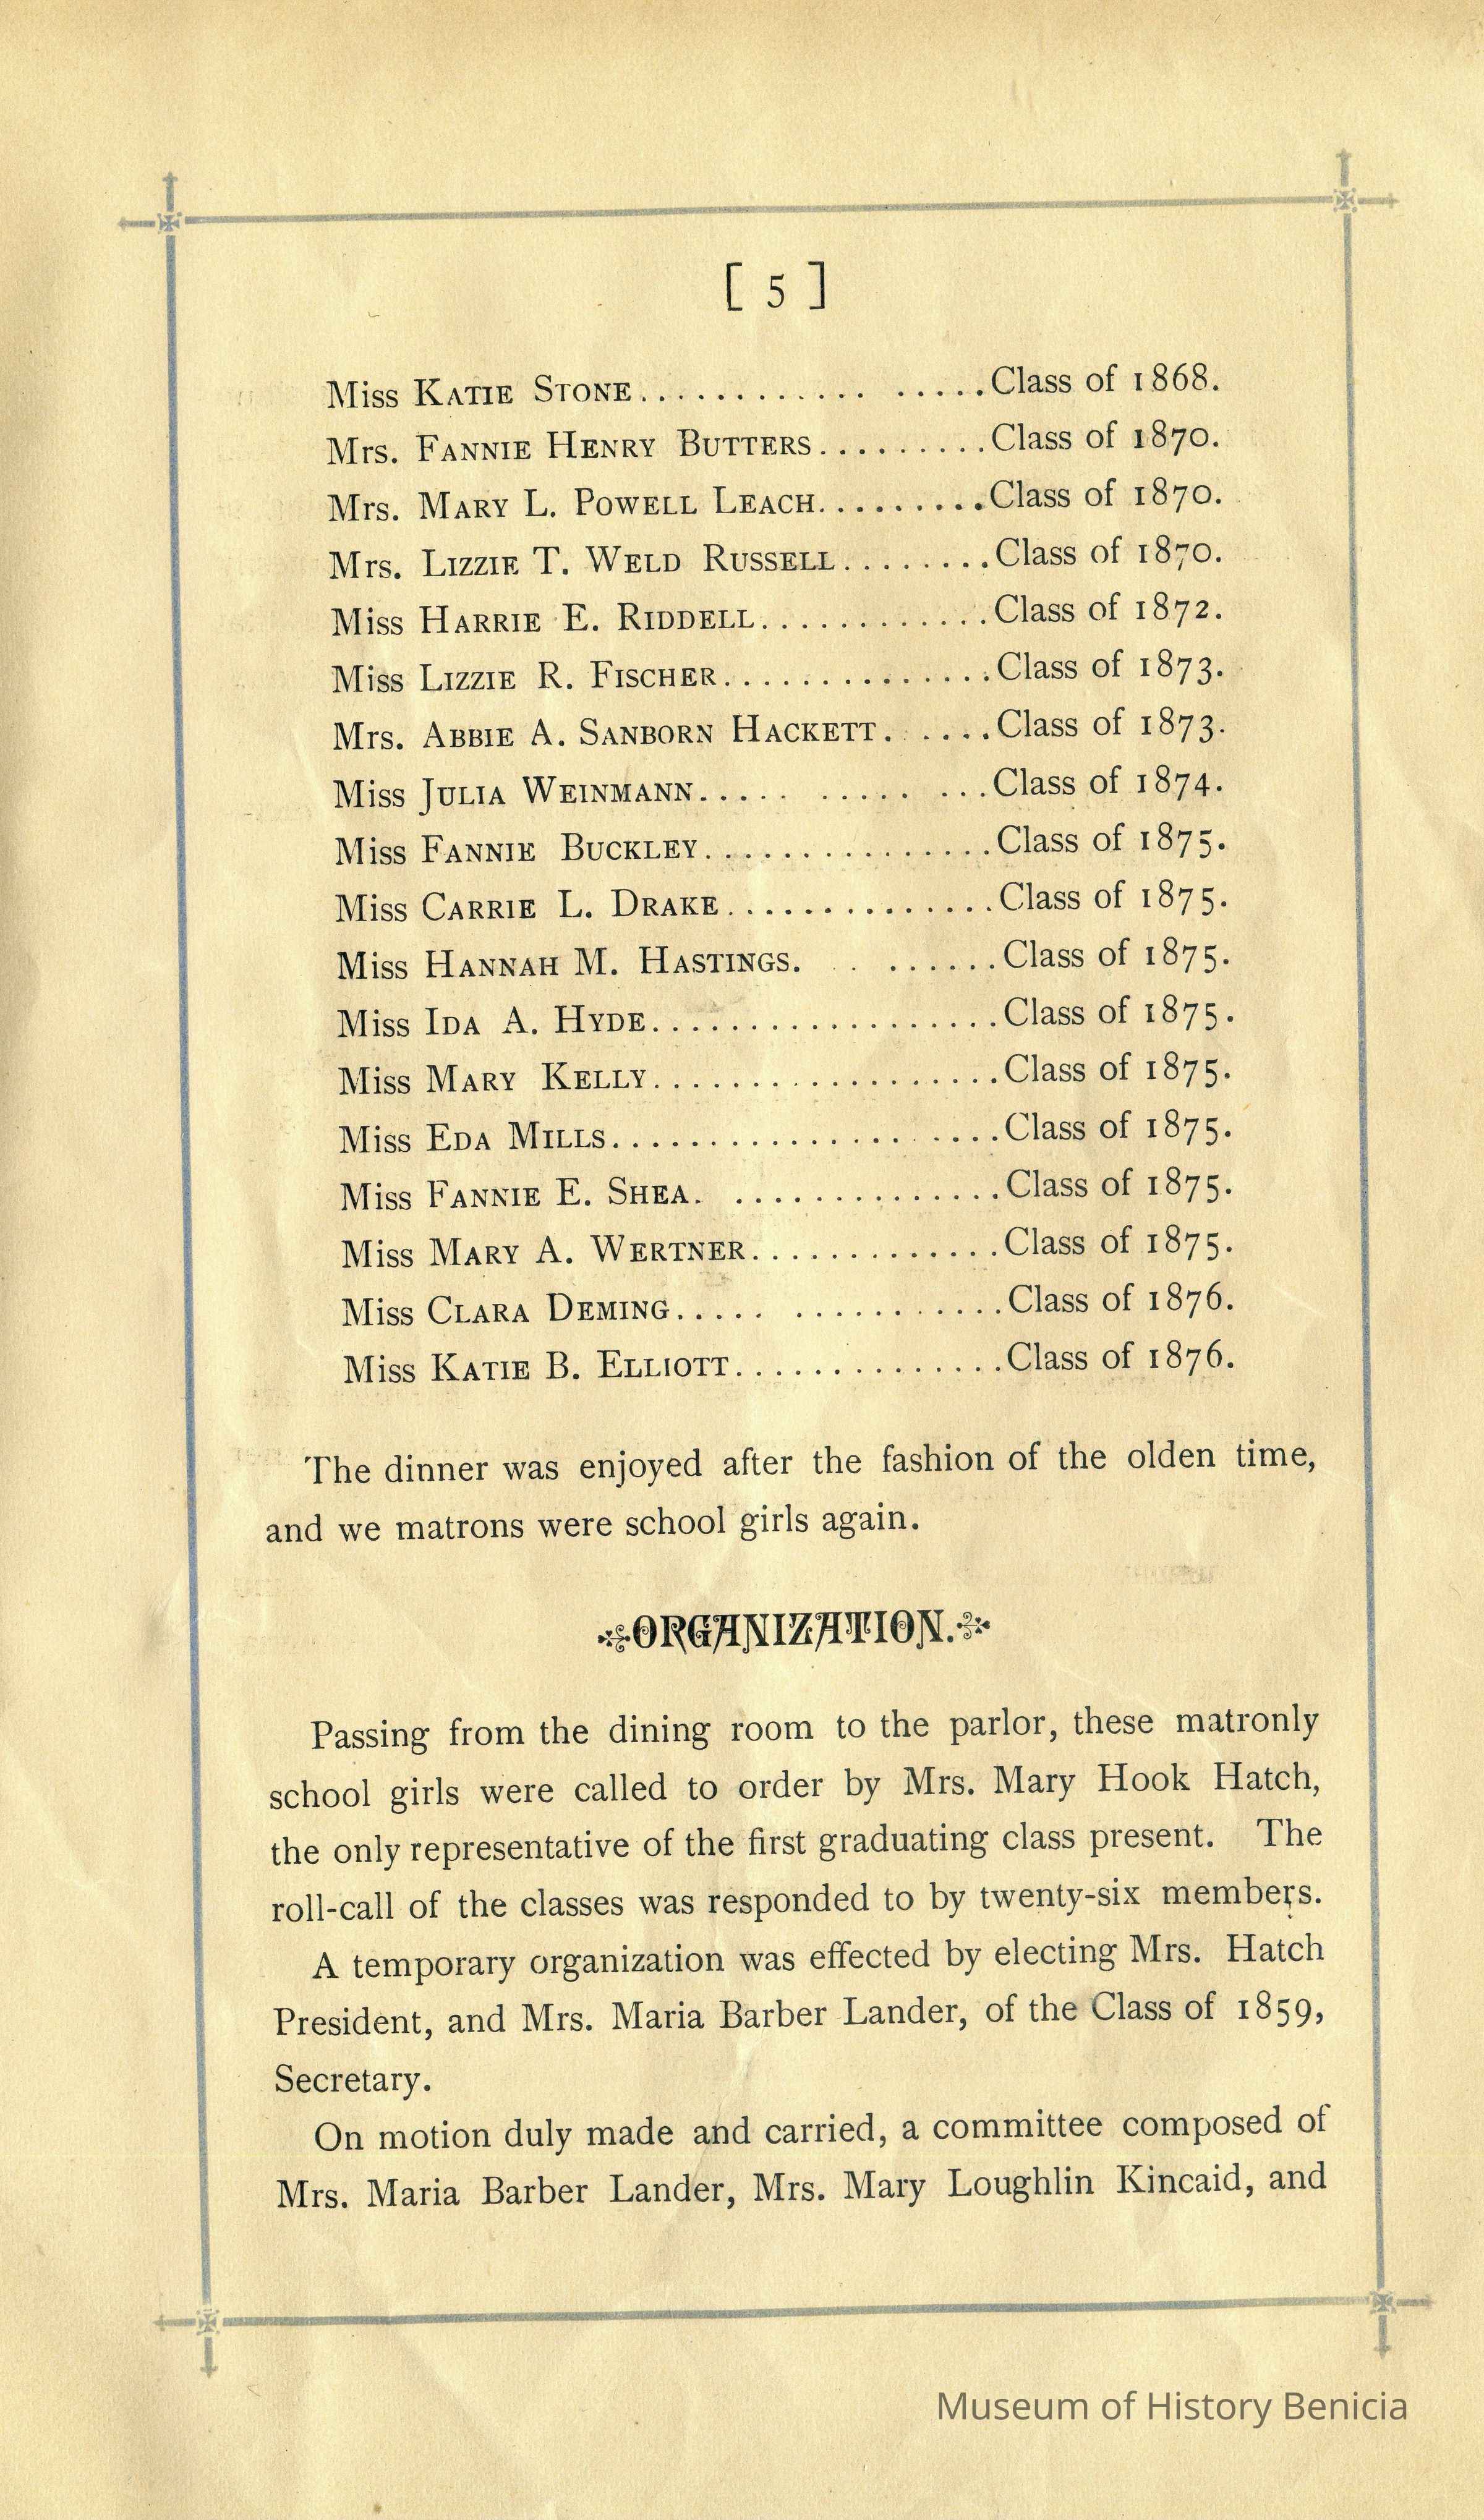 [ 5 ]
Miss KATIE STONE............ .....Class of 1868.
Mrs. FANNIE HENRY BUTTERS.........Class of 1870.
Mrs. MARY L. POWELL LEACH.........Class of 1870.
Mrs. LIZZIE T. WELD RUSSELL........Class of 1870.
Miss HARRIE E. RIDDELL............Class of 1872.
Miss LIZZIE R. FISCHER..............Class of 1873.
Mrs. ABBIE A. SANBORN HACKETT......Class of 1873.
Miss JULIA WEINMANN.... ..... ...Class of 1874.
Miss FANNIE BUCKLEY...............Class of 1875.
Miss CARRIE L. DRAKE..............Class of 1875.
Miss HANNAH M. HASTINGS. . ......Class of 1875.
Miss IDA A. HYDE..................Class of 1875.
Miss MARY KELLY..................Class of 1875.
Miss EDA MILLS....................Class of 1875.
Miss FANNIE E. SHEA. ..............Class of 1875.
Miss MARY A. WERTNER.............Class of 1875.
Miss CLARA DEMING..... ...........Class of 1876.
Miss KATIE B. ELLIOTT..............Class of 1876.
The dinner was enjoyed after the fashion of the olden time,
and we matrons were school girls again.
ORGANIZATION.
Passing from the dining room to the parlor, these matronly
school girls were called to order by Mrs. Mary Hook Hatch,
the only representative of the first graduating class present. The
roll-call of the classes was responded to by twenty-six members.
A temporary organization was effected by electing Mrs. Hatch
President, and Mrs. Maria Barber Lander, of the Class of 1859,
Secretary.
On motion duly made and carried, a committee composed of
Mrs. Maria Barber Lander, Mrs. Mary Loughlin Kincaid, and
Museum of History Benicia